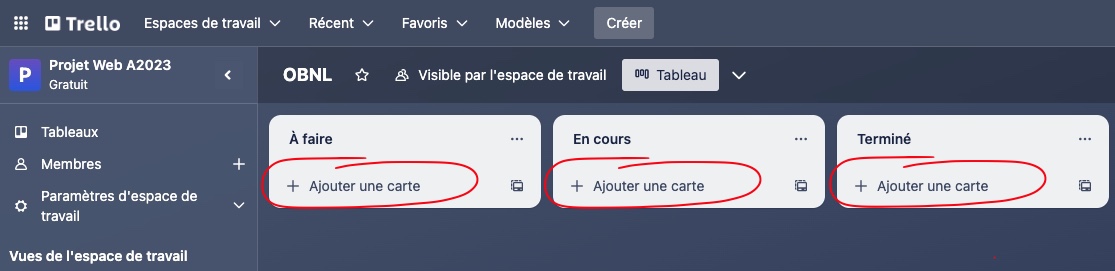 Trello Espaces de travail Récent Favoris Modèles Créer
P Projet Web A2023
Gratuit
OBNL Visible par l'espace de travail Tableau
Tableaux
Membres
Paramètres d'espace de
travail
Vues de l'espace de travail
À faire
Ajouter une carte
En cours
Ajouter une carte
Terminé
Ajouter une carte